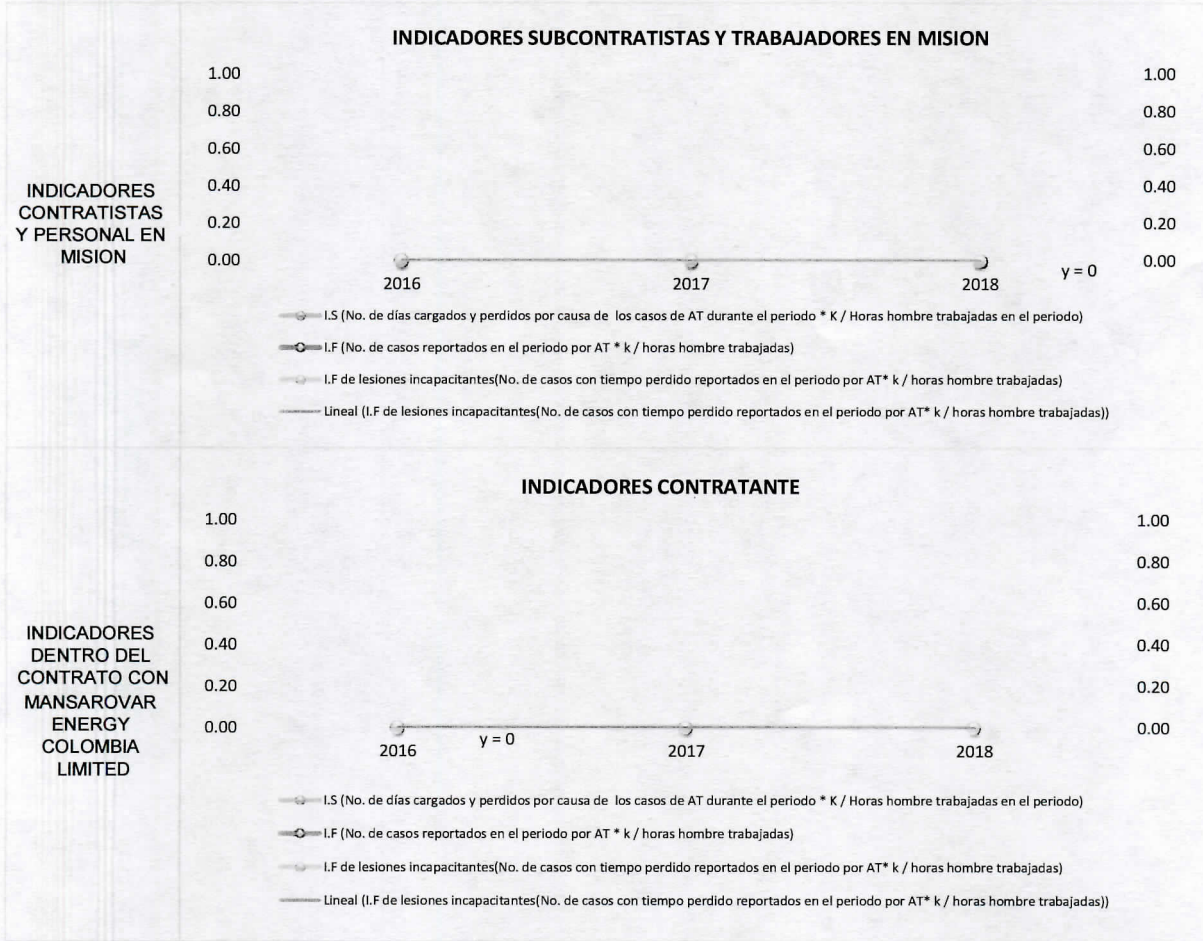 INDICADORES
CONTRATISTAS
Y PERSONAL EN
MISION
INDICADORES SUBCONTRATISTAS Y TRABAJADORES EN MISION
1.00
0.80
0.60
0.40
0.20
0.00
1.00
0.80
0.60
0.40
0.20
0.00
2016
2017
2018
y = 0
I.S (No. de días cargados y perdidos por causa de los casos de AT durante el periodo * K / Horas hombre trabajadas en el periodo)
I.F (No. de casos reportados en el periodo por AT * k / horas hombre trabajadas)
I.F de lesiones incapacitantes(No. de casos con tiempo perdido reportados en el periodo por AT* k / horas hombre trabajadas)
Lineal (I.F de lesiones incapacitantes(No. de casos con tiempo perdido reportados en el periodo por AT* k / horas hombre trabajadas))
INDICADORES
DENTRO DEL
CONTRATO CON
MANSAROVAR
ENERGY
COLOMBIA
LIMITED
INDICADORES CONTRATANTE
1.00
0.80
0.60
0.40
0.20
0.00
1.00
0.80
0.60
0.40
0.20
0.00
2016
y = 0
2017
2018
I.S (No. de días cargados y perdidos por causa de los casos de AT durante el periodo * K / Horas hombre trabajadas en el periodo)
I.F (No. de casos reportados en el periodo por AT * k / horas hombre trabajadas)
I.F de lesiones incapacitantes(No. de casos con tiempo perdido reportados en el periodo por AT* k / horas hombre trabajadas)
Lineal (I.F de lesiones incapacitantes(No. de casos con tiempo perdido reportados en el periodo por AT* k / horas hombre trabajadas))